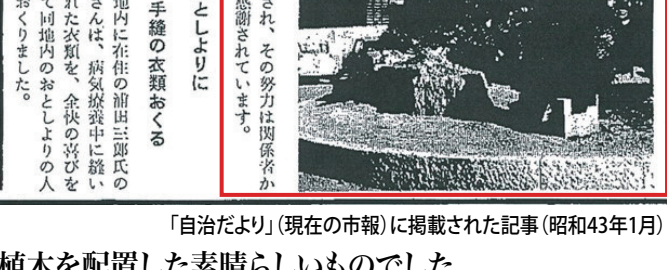 され、その努力は関係者か
感謝されています。
としよりに
手縫の衣類おくる
地内に在住の浦田三郎氏の
さんは、病気療養中に縫い
れた衣類を、全快の喜びを
て同地内のおとしよりの人
おくりました。
「自治だより」(現在の市報)に掲載された記事(昭和43年1月)
植木を配置した素晴らしいものでした